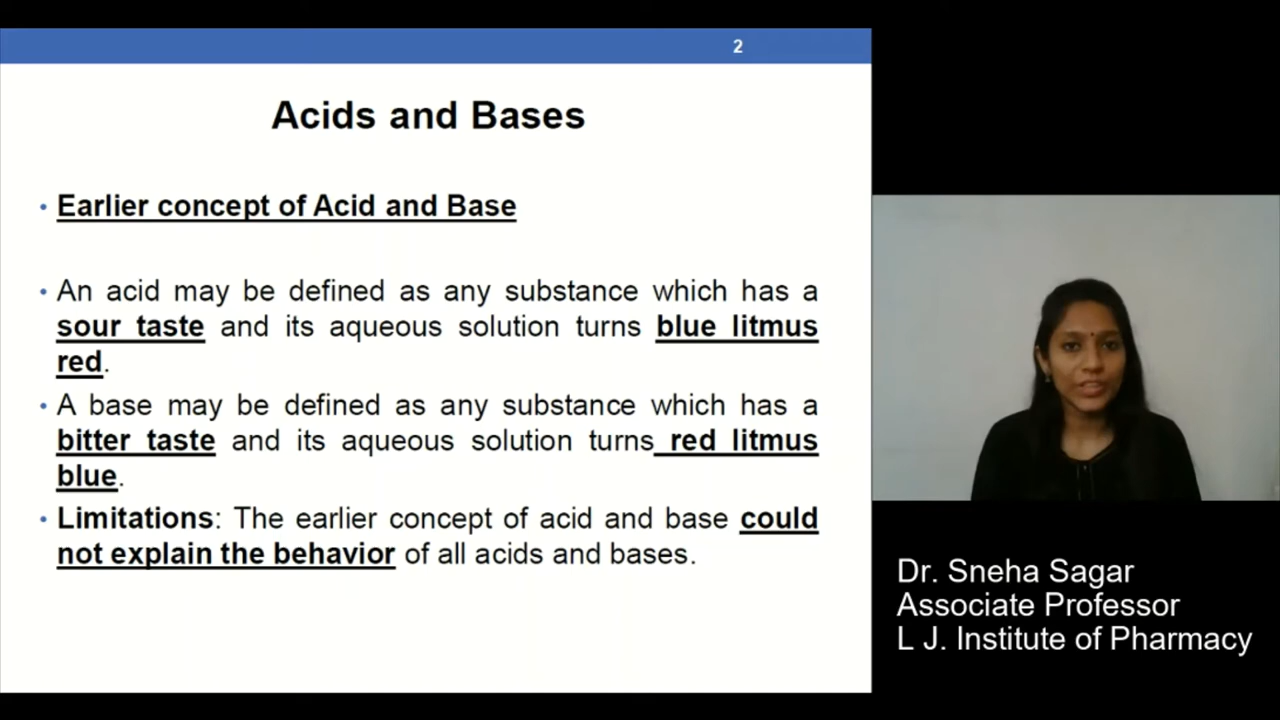 2
Acids and Bases
• Earlier concept of Acid and Base
• An acid may be defined as any substance which has a
sour taste and its aqueous solution turns blue litmus
red.
• A base may be defined as any substance which has a
bitter taste and its aqueous solution turns red litmus
blue.
• Limitations: The earlier concept of acid and base could
not explain the behavior of all acids and bases.
Dr. Sneha Sagar
Associate Professor
L J. Institute of Pharmacy